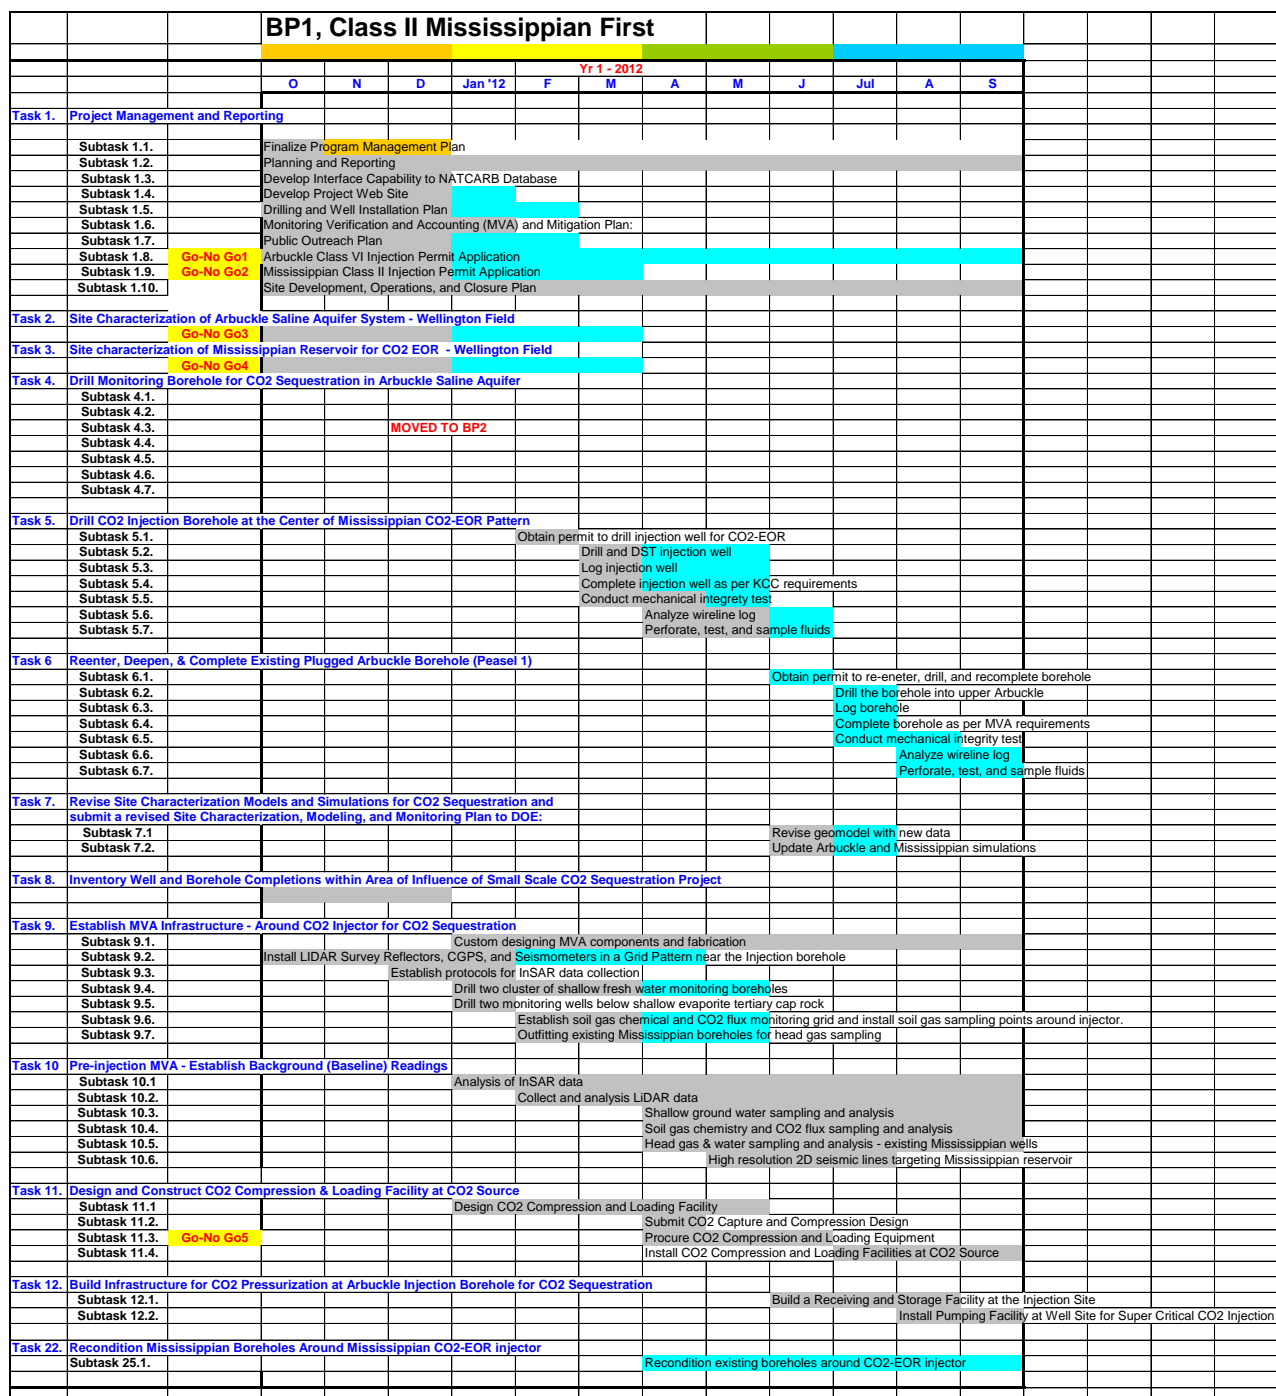 BP1, Class II Mississippian First
Yr 1 - 2012
O N D Jan '12 F M A M J Jul A S
Task 1. Project Management and Reporting
Subtask 1.1. Finalize Program Management Plan
Subtask 1.2. Planning and Reporting
Subtask 1.3. Develop Interface Capability to NATCARB Database
Subtask 1.4. Develop Project Web Site
Subtask 1.5. Drilling and Well Installation Plan
Subtask 1.6. Monitoring Verification and Accounting (MVA) and Mitigation Plan:
Subtask 1.7. Public Outreach Plan
Subtask 1.8. Go-No Go1 Arbuckle Class VI Injection Permit Application
Subtask 1.9. Go-No Go2 Mississippian Class II Injection Permit Application
Subtask 1.10. Site Development, Operations, and Closure Plan
Task 2. Site Characterization of Arbuckle Saline Aquifer System - Wellington Field
Go-No Go3
Task 3. Site characterization of Mississippian Reservoir for CO2 EOR - Wellington Field
Go-No Go4
Task 4. Drill Monitoring Borehole for CO2 Sequestration in Arbuckle Saline Aquifer
Subtask 4.1.
Subtask 4.2.
Subtask 4.3. MOVED TO BP2
Subtask 4.4.
Subtask 4.5.
Subtask 4.6.
Subtask 4.7.
Task 5. Drill CO2 Injection Borehole at the Center of Mississippian CO2-EOR Pattern
Subtask 5.1. Obtain permit to drill injection well for CO2-EOR
Subtask 5.2. Drill and DST injection well
Subtask 5.3. Log injection well
Subtask 5.4. Complete injection well as per KCC requirements
Subtask 5.5. Conduct mechanical integrety test
Subtask 5.6. Analyze wireline log
Subtask 5.7. Perforate, test, and sample fluids
Task 6 Reenter, Deepen, & Complete Existing Plugged Arbuckle Borehole (Peasel 1)
Subtask 6.1. Obtain permit to re-eneter, drill, and recomplete borehole
Subtask 6.2. Drill the borehole into upper Arbuckle
Subtask 6.3. Log borehole
Subtask 6.4. Complete borehole as per MVA requirements
Subtask 6.5. Conduct mechanical integrity test
Subtask 6.6. Analyze wireline log
Subtask 6.7. Perforate, test, and sample fluids
Task 7. Revise Site Characterization Models and Simulations for CO2 Sequestration and
submit a revised Site Characterization, Modeling, and Monitoring Plan to DOE:
Subtask 7.1 Revise geomodel with new data
Subtask 7.2. Update Arbuckle and Mississippian simulations
Task 8. Inventory Well and Borehole Completions within Area of Influence of Small Scale CO2 Sequestration Project
Task 9. Establish MVA Infrastructure - Around CO2 Injector for CO2 Sequestration
Subtask 9.1. Custom designing MVA components and fabrication
Subtask 9.2. Install LIDAR Survey Reflectors, CGPS, and Seismometers in a Grid Pattern near the Injection borehole
Subtask 9.3. Establish protocols for InSAR data collection
Subtask 9.4. Drill two cluster of shallow fresh water monitoring boreholes
Subtask 9.5. Drill two monitoring wells below shallow evaporite tertiary cap rock
Subtask 9.6. Establish soil gas chemical and CO2 flux monitoring grid and install soil gas sampling points around injector.
Subtask 9.7. Outfitting existing Mississippian boreholes for head gas sampling
Task 10 Pre-injection MVA - Establish Background (Baseline) Readings
Subtask 10.1 Analysis of InSAR data
Subtask 10.2. Collect and analysis LiDAR data
Subtask 10.3. Shallow ground water sampling and analysis
Subtask 10.4. Soil gas chemistry and CO2 flux sampling and analysis
Subtask 10.5. Head gas & water sampling and analysis - existing Mississippian wells
Subtask 10.6. High resolution 2D seismic lines targeting Mississippian reservoir
Task 11. Design and Construct CO2 Compression & Loading Facility at CO2 Source
Subtask 11.1 Design CO2 Compression and Loading Facility
Subtask 11.2. Submit CO2 Capture and Compression Design
Subtask 11.3. Go-No Go5 Procure CO2 Compression and Loading Equipment
Subtask 11.4. Install CO2 Compression and Loading Facilities at CO2 Source
Task 12. Build Infrastructure for CO2 Pressurization at Arbuckle Injection Borehole for CO2 Sequestration
Subtask 12.1. Build a Receiving and Storage Facility at the Injection Site
Subtask 12.2. Install Pumping Facility at Well Site for Super Critical CO2 Injection
Task 22. Recondition Mississippian Boreholes Around Mississippian CO2-EOR injector
Subtask 25.1. Recondition existing boreholes around CO2-EOR injector